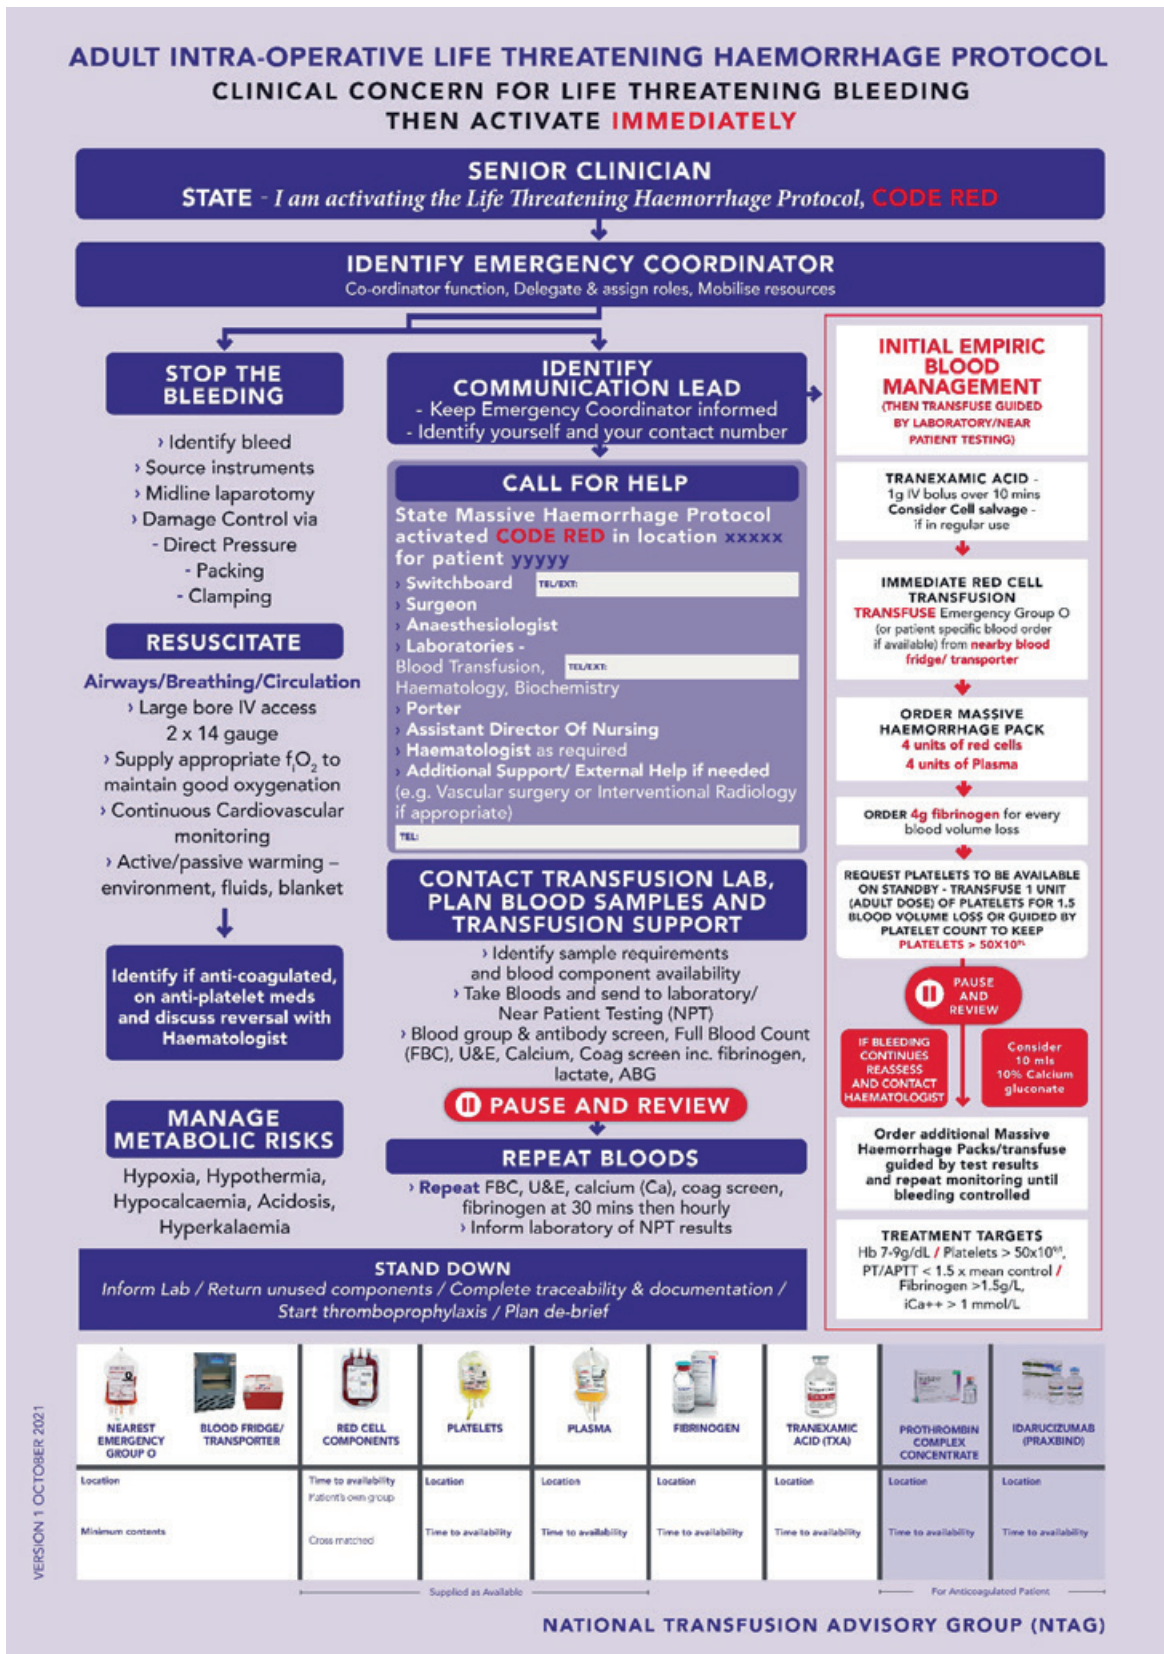 ADULT INTRA-OPERATIVE LIFE THREATENING HAEMORRHAGE PROTOCOL
CLINICAL CONCERN FOR LIFE THREATENING BLEEDING
THEN ACTIVATE IMMEDIATELY
SENIOR CLINICIAN
STATE - I am activating the Life Threatening Haemorrhage Protocol, CODE RED
IDENTIFY EMERGENCY COORDINATOR
Co-ordinator function, Delegate & assign roles, Mobilise resources
STOP THE
BLEEDING
› Identify bleed
› Source instruments
› Midline laparotomy
› Damage Control via
- Direct Pressure
- Packing
- Clamping
RESUSCITATE
Airways/Breathing/Circulation
› Large bore IV access
2 x 14 gauge
› Supply appropriate fiO2 to
maintain good oxygenation
› Continuous Cardiovascular
monitoring
› Active/passive warming –
environment, fluids, blanket
Identify if anti-coagulated,
on anti-platelet meds
and discuss reversal with
Haematologist
MANAGE
METABOLIC RISKS
Hypoxia, Hypothermia,
Hypocalcaemia, Acidosis,
Hyperkalaemia
IDENTIFY
COMMUNICATION LEAD
- Keep Emergency Coordinator informed
- Identify yourself and your contact number
CALL FOR HELP
State Massive Haemorrhage Protocol
activated CODE RED in location xxxxx
for patient yyyyy
› Switchboard TEL/EXT:
› Surgeon
› Anaesthesiologist
› Laboratories -
Blood Transfusion, TEL/EXT:
Haematology, Biochemistry
› Porter
› Assistant Director Of Nursing
› Haematologist as required
› Additional Support/ External Help if needed
(e.g. Vascular surgery or Interventional Radiology
if appropriate)
TEL:
CONTACT TRANSFUSION LAB,
PLAN BLOOD SAMPLES AND
TRANSFUSION SUPPORT
› Identify sample requirements
and blood component availability
› Take Bloods and send to laboratory/
Near Patient Testing (NPT)
› Blood group & antibody screen, Full Blood Count
(FBC), U&E, Calcium, Coag screen inc. fibrinogen,
lactate, ABG
PAUSE AND REVIEW
REPEAT BLOODS
› Repeat FBC, U&E, calcium (Ca), coag screen,
fibrinogen at 30 mins then hourly
› Inform laboratory of NPT results
INITIAL EMPIRIC
BLOOD
MANAGEMENT
(THEN TRANSFUSE GUIDED
BY LABORATORY/NEAR
PATIENT TESTING)
TRANEXAMIC ACID -
1g IV bolus over 10 mins
Consider Cell salvage -
if in regular use
IMMEDIATE RED CELL
TRANSFUSION
TRANSFUSE Emergency Group O
(or patient specific blood order
if available) from nearby blood
fridge/ transporter
ORDER MASSIVE
HAEMORRHAGE PACK
4 units of red cells
4 units of Plasma
ORDER 4g fibrinogen for every
blood volume loss
REQUEST PLATELETS TO BE AVAILABLE
ON STANDBY - TRANSFUSE 1 UNIT
(ADULT DOSE) OF PLATELETS FOR 1.5
BLOOD VOLUME LOSS OR GUIDED BY
PLATELET COUNT TO KEEP
PLATELETS > 50X10⁹/L
PAUSE
AND
REVIEW
IF BLEEDING
CONTINUES
REASSESS
AND CONTACT
HAEMATOLOGIST
Consider
10 mls
10% Calcium
gluconate
Order additional Massive
Haemorrhage Packs/transfuse
guided by test results
and repeat monitoring until
bleeding controlled
TREATMENT TARGETS
Hb 7-9g/dL / Platelets > 50x10⁹/l,
PT/APTT < 1.5 x mean control /
Fibrinogen >1.5g/L,
iCa++ > 1 mmol/L
STAND DOWN
Inform Lab / Return unused components / Complete traceability & documentation /
Start thromboprophylaxis / Plan de-brief
NEAREST
EMERGENCY
GROUP O
BLOOD FRIDGE/
TRANSPORTER
RED CELL
COMPONENTS
PLATELETS
PLASMA
FIBRINOGEN
TRANEXAMIC
ACID (TXA)
PROTHROMBIN
COMPLEX
CONCENTRATE
IDARUCIZUMAB
(PRAXBIND)
Location
Minimum contents
Time to availability
Patient's own group
Cross matched
Location
Time to availability
Location
Time to availability
Location
Time to availability
Location
Time to availability
Location
Time to availability
Location
Time to availability
Supplied as Available
For Anticoagulated Patient
VERSION 1 OCTOBER 2021
NATIONAL TRANSFUSION ADVISORY GROUP (NTAG)